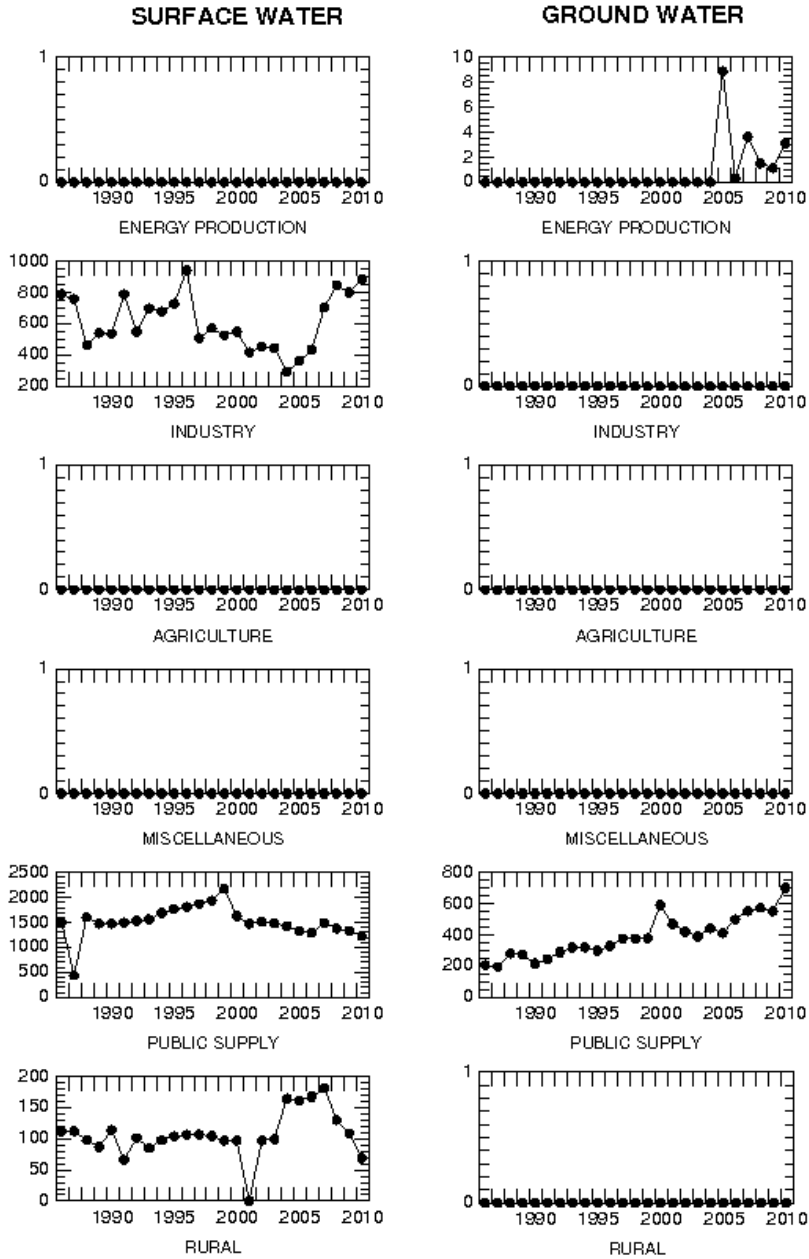 SURFACE WATER
GROUND WATER
1
0
1990 1995 2000 2005 2010
ENERGY PRODUCTION
10
8
6
4
2
0
1990 1995 2000 2005 2010
ENERGY PRODUCTION
1000
800
600
400
200
1990 1995 2000 2005 2010
INDUSTRY
1
0
1990 1995 2000 2005 2010
INDUSTRY
1
0
1990 1995 2000 2005 2010
AGRICULTURE
1
0
1990 1995 2000 2005 2010
AGRICULTURE
1
0
1990 1995 2000 2005 2010
MISCELLANEOUS
1
0
1990 1995 2000 2005 2010
MISCELLANEOUS
2500
2000
1500
1000
500
0
1990 1995 2000 2005 2010
PUBLIC SUPPLY
800
600
400
200
0
1990 1995 2000 2005 2010
PUBLIC SUPPLY
200
150
100
50
0
1990 1995 2000 2005 2010
RURAL
1
0
1990 1995 2000 2005 2010
RURAL